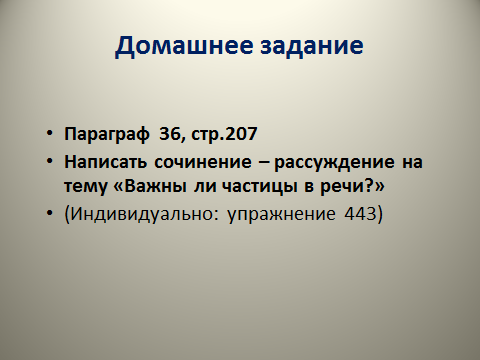 Домашнее задание
• Параграф 36, стр.207
• Написать сочинение – рассуждение на
тему «Важны ли частицы в речи?»
• (Индивидуально: упражнение 443)